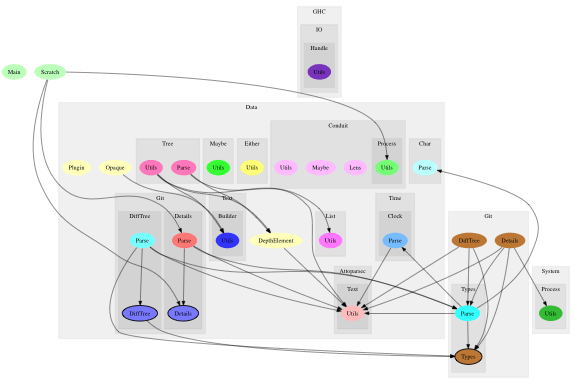 GHC
IO
Handle
Main
Scratch
Utils
Data
Conduit
Tree
Maybe
Either
Process
Char
Plugin
Opaque
Utils
Parse
Utils
Utils
Utils
Maybe
Lens
Utils
Parse
Git
Text
Time
DiffTree
Details
Builder
List
Clock
Git
Parse
Parse
Utils
DepthElement
Utils
Parse
DiffTree
Details
Attoparsec
System
Text
Types
Process
DiffTree
Details
Utils
Parse
Utils
Types